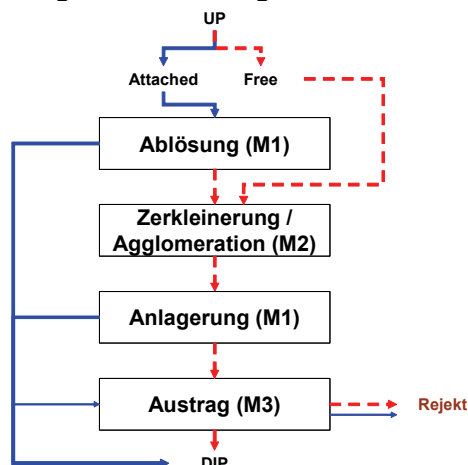 UP
Attached
Free
Ablösung (M1)
Zerkleinerung /
Agglomeration (M2)
Anlagerung (M1)
Austrag (M3)
Rejekt
DIP